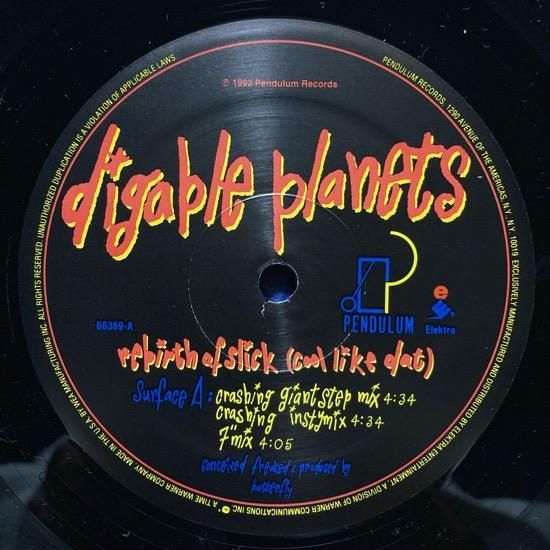 ℗ 1992 Pendulum Records
digable planets
66369-A
PENDULUM
e
Elektra
rebirth of slick (cool like dat)
Surface A: crashing giantstep mix 4:34
crashing instymix 4:34
7" mix 4:05
conceived freaked & produced by
butterfly
PENDULUM RECORDS, 1290 AVENUE OF THE AMERICAS, N.Y., N.Y. 10019 EXCLUSIVELY MANUFACTURED AND DISTRIBUTED BY ELEKTRA ENTERTAINMENT, A DIVISION OF WARNER COMMUNICATIONS INC. ® A TIME WARNER COMPANY. MADE IN THE U.S.A. BY WEA MANUFACTURING INC. ALL RIGHTS RESERVED. UNAUTHORIZED DUPLICATION IS A VIOLATION OF APPLICABLE LAWS